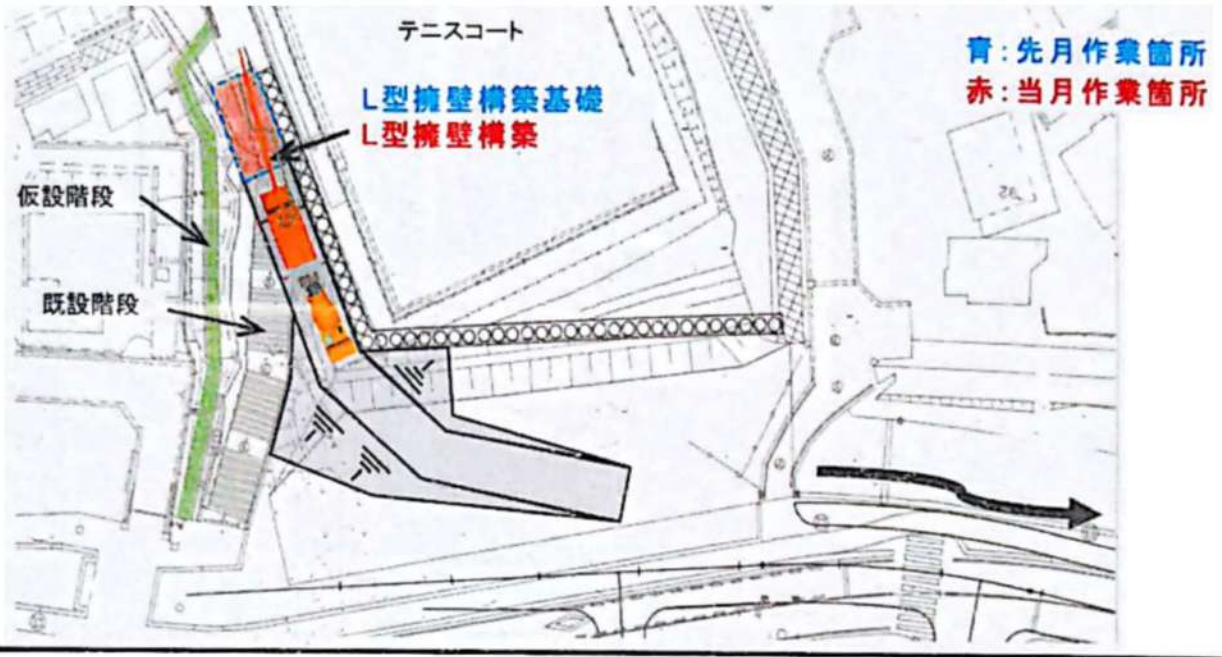 テニスコート
青:先月作業箇所
赤:当月作業箇所
L型擁壁構築基礎
L型擁壁構築
仮設階段
既設階段